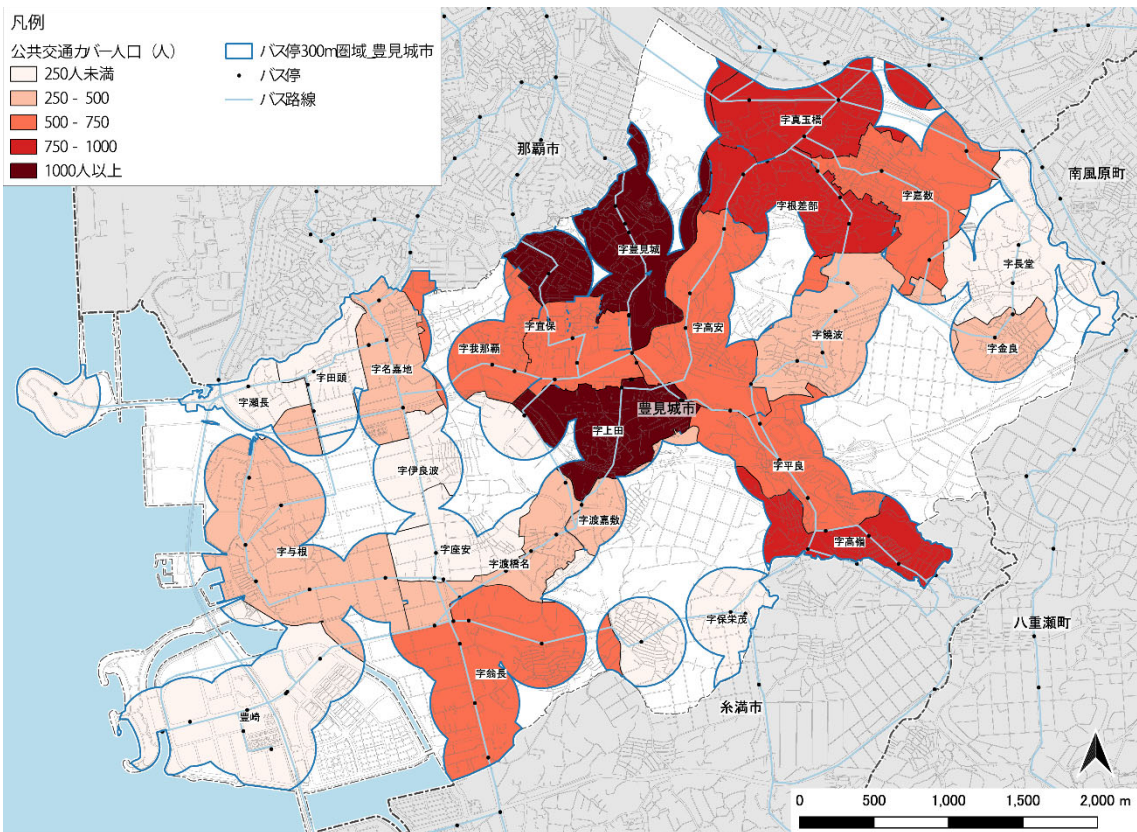 凡例
公共交通カバー人口（人）
250人未満
250 - 500
500 - 750
750 - 1000
1000人以上
バス停300m圏域_豊見城市
バス停
バス路線
那覇市
南風原町
字真玉橋
字嘉数
字根差部
字豊見城
字長堂
字宜保
字高安
字饒波
字金良
字我那覇
字名嘉地
字田頭
字瀬長
豊見城市
字上田
字伊良波
字平良
字渡嘉敷
字高嶺
字与根
字座安
字渡橋名
字保栄茂
八重瀬町
字翁長
糸満市
豊崎
0 500 1,000 1,500 2,000 m